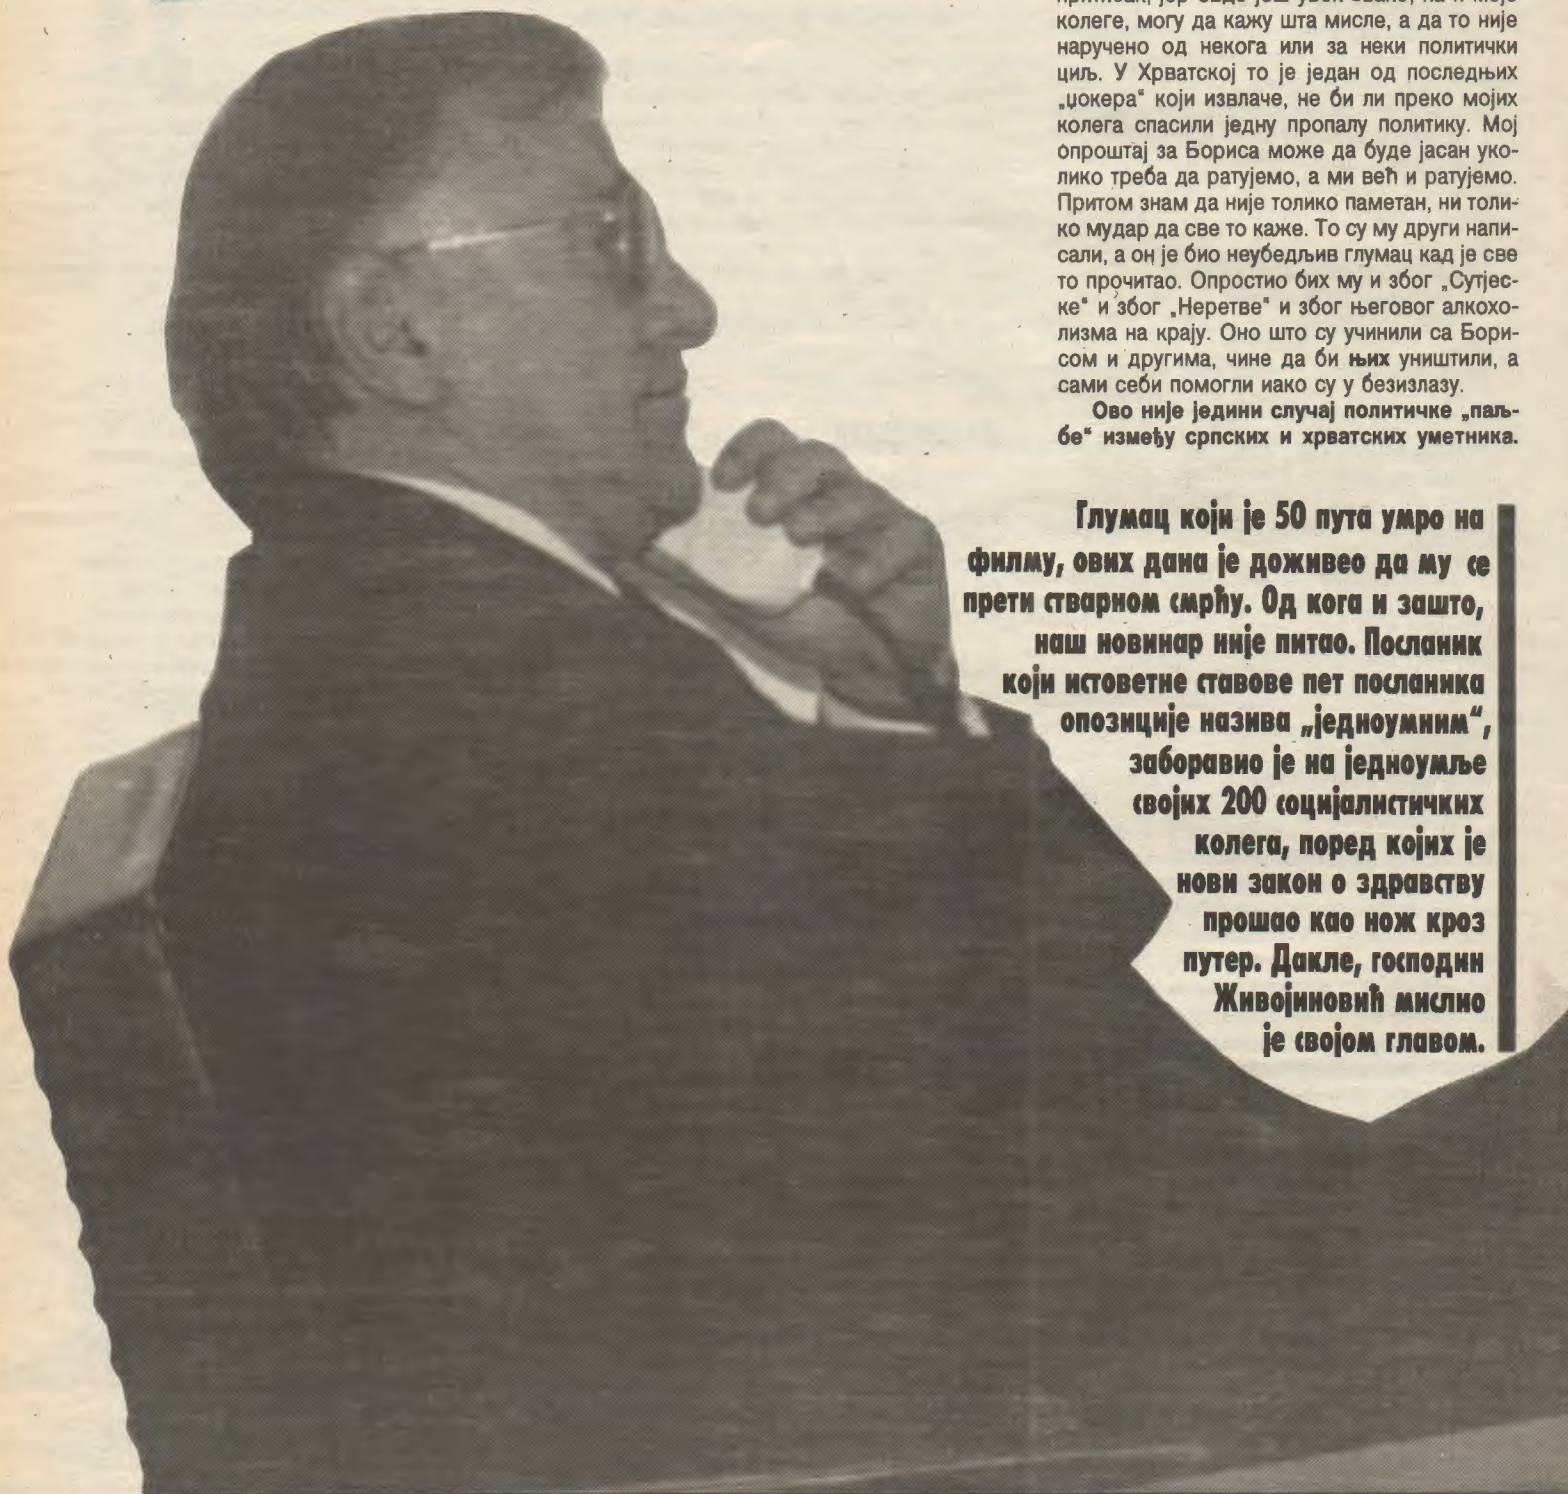 колеге, могу да кажу шта мисле, а да то није
наручено од некога или за неки политички
циљ. У Хрватској то је један од последњих
„џокера“ који извлаче, не би ли преко мојих
колега спасили једну пропалу политику. Мој
опроштај за Бориса може да буде јасан уко-
лико треба да ратујемо, а ми већ и ратујемо.
Притом знам да није толико паметан, ни толи-
ко мудар да све то каже. То су му други напи-
сали, а он је био неубедљив глумац кад је све
то прочитао. Опростио бих му и због „Сутјес-
ке“ и због „Неретве“ и због његовог алкохо-
лизма на крају. Оно што су учинили са Бори-
сом и другима, чине да би њих уништили, а
сами себи помогли иако су у безизлазу.
Ово није једини случај политичке „паљ-
бе“ између српских и хрватских уметника.
Глумац који је 50 пута умро на
филму, ових дана је доживео да му се
прети стварном смрћу. Од кога и зашто,
наш новинар није питао. Посланик
који истоветне ставове пет посланика
опозиције назива „једноумним“,
заборавио је на једноумље
својих 200 социјалистичких
колега, поред којих је
нови закон о здравству
прошао као нож кроз
путер. Дакле, господин
Живојиновић мислио
је својом главом.